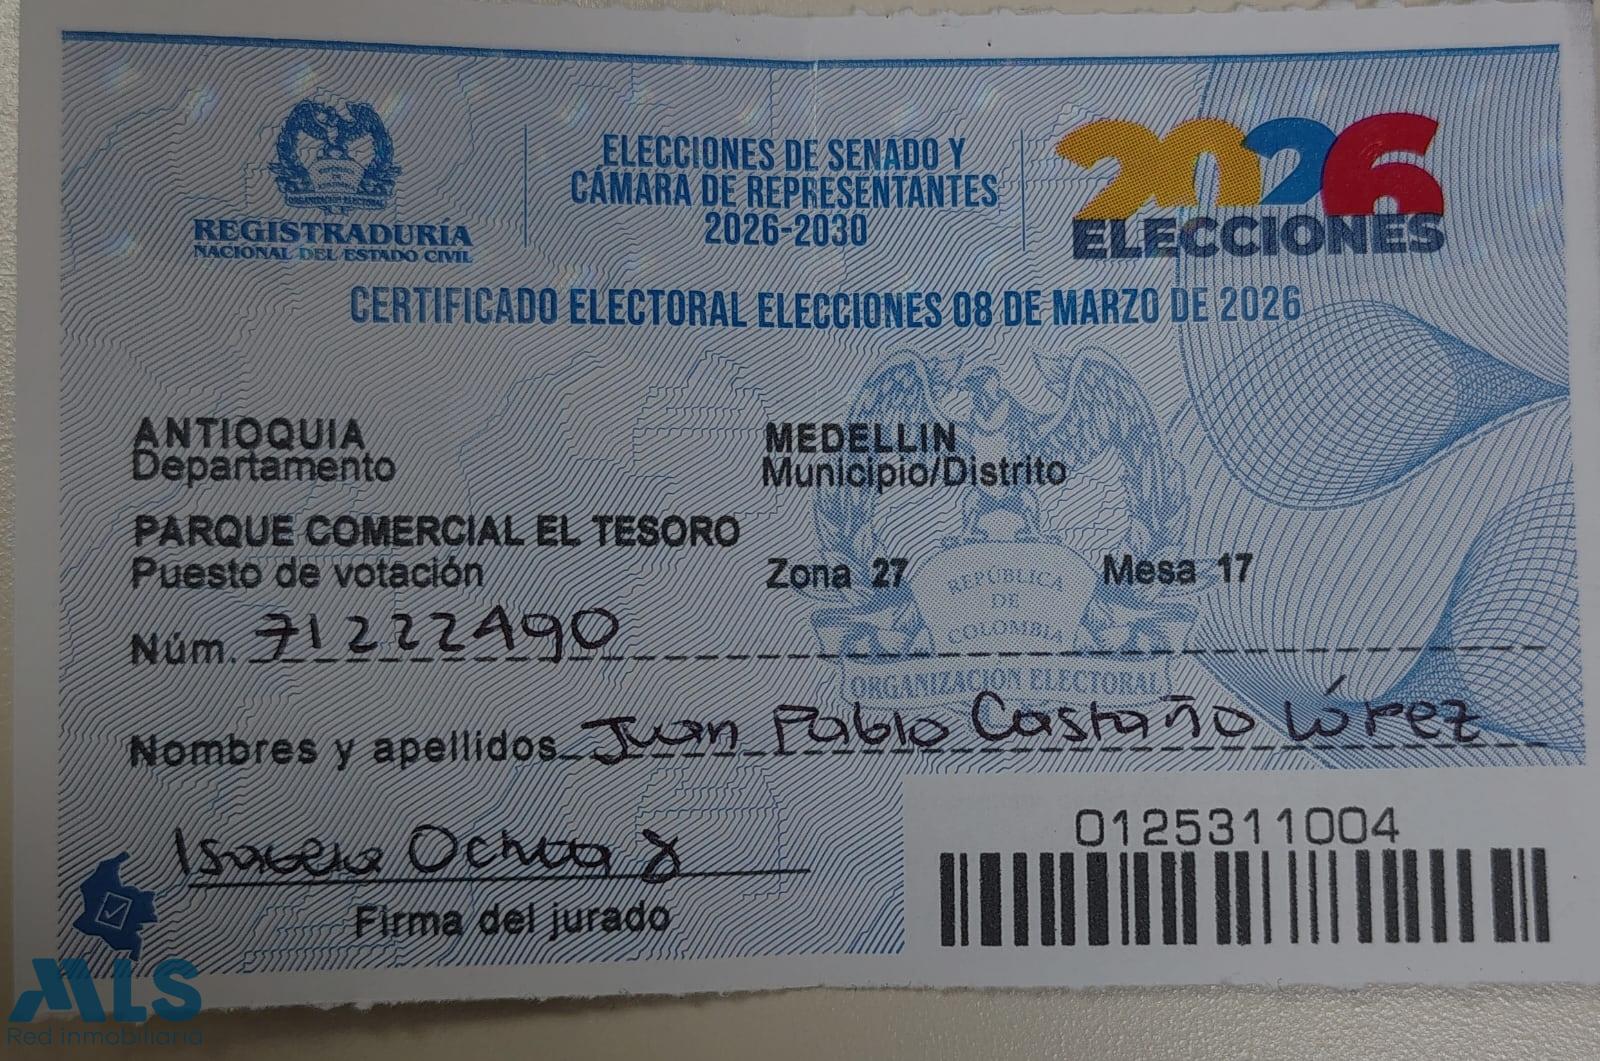 REGISTRADURÍA
NACIONAL DEL ESTADO CIVIL
ELECCIONES DE SENADO Y
CÁMARA DE REPRESENTANTES
2026-2030
2026
ELECCIONES
CERTIFICADO ELECTORAL ELECCIONES 08 DE MARZO DE 2026
ANTIOQUIA
Departamento
MEDELLIN
Municipio/Distrito
PARQUE COMERCIAL EL TESORO
Puesto de votación
Zona 27
Mesa 17
REPÚBLICA
DE
COLOMBIA
ORGANIZACIÓN ELECTORAL
Núm. 71222490
Nombres y apellidos Juan Pablo Castaño López
Isabela Ochoa
Firma del jurado
0125311004
MLS
Red inmobiliaria